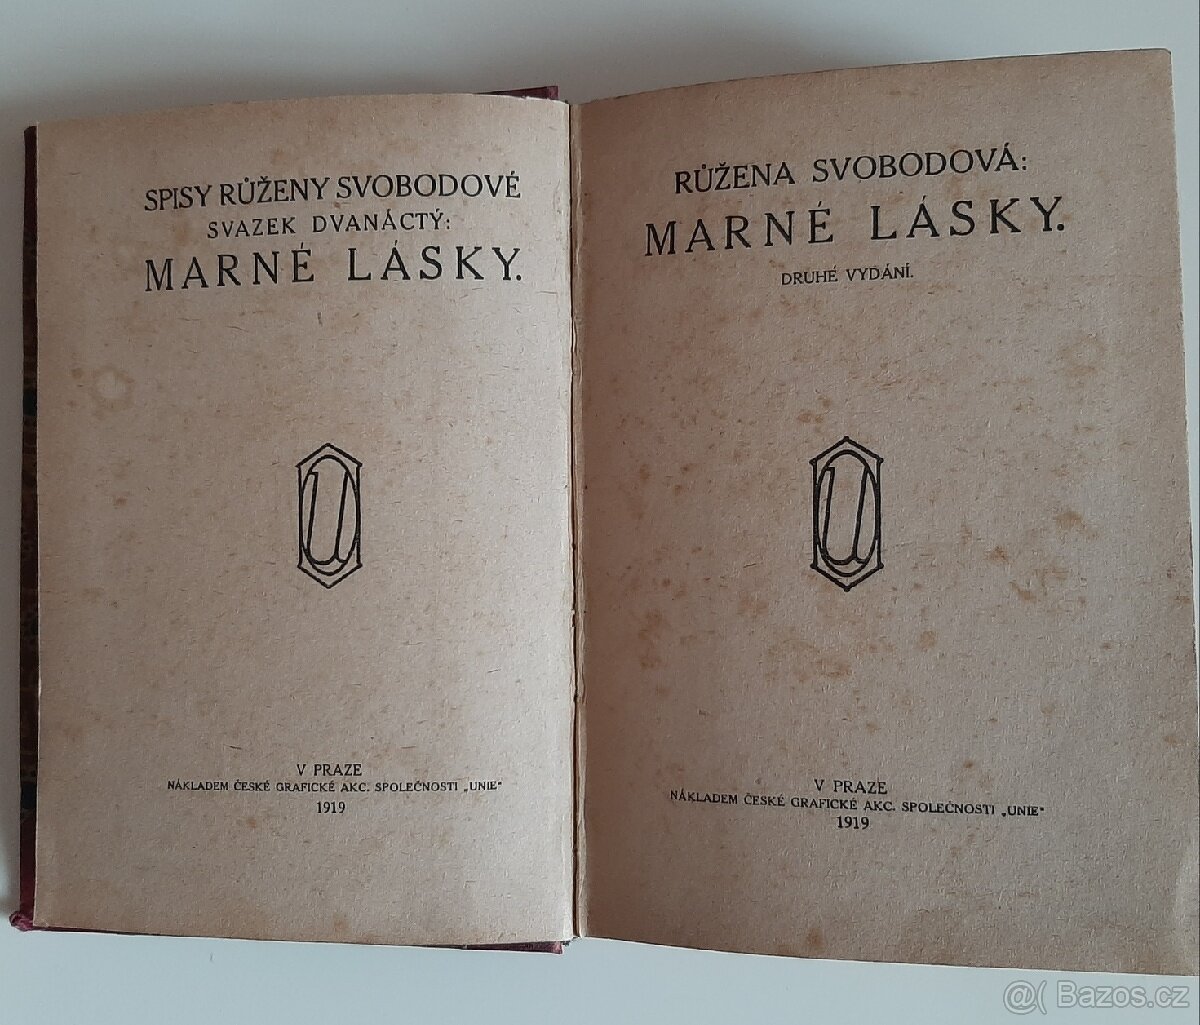 SPISY RŮŽENY SVOBODOVÉ
SVAZEK DVANÁCTÝ:
MARNÉ LÁSKY.
V PRAZE
NÁKLADEM ČESKÉ GRAFICKÉ AKC. SPOLEČNOSTI „UNIE“
1919
RŮŽENA SVOBODOVÁ:
MARNÉ LÁSKY.
DRUHÉ VYDÁNÍ.
V PRAZE
NÁKLADEM ČESKÉ GRAFICKÉ AKC. SPOLEČNOSTI „UNIE“
1919
@( Bazos.cz